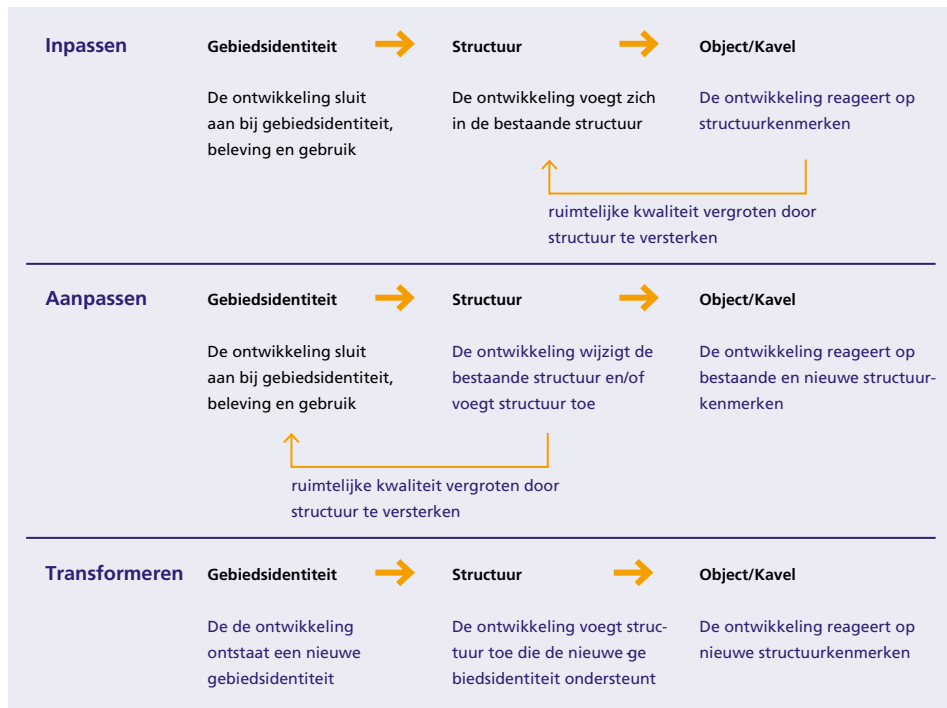 Inpassen
Gebiedsidentiteit
Structuur
Object/Kavel
De ontwikkeling sluit
aan bij gebiedsidentiteit,
beleving en gebruik
De ontwikkeling voegt zich
in de bestaande structuur
De ontwikkeling reageert op
structuurkenmerken
ruimtelijke kwaliteit vergroten door
structuur te versterken
Aanpassen
Gebiedsidentiteit
Structuur
Object/Kavel
De ontwikkeling sluit
aan bij gebiedsidentiteit,
beleving en gebruik
De ontwikkeling wijzigt de
bestaande structuur en/of
voegt structuur toe
De ontwikkeling reageert op
bestaande en nieuwe structuur-
kenmerken
ruimtelijke kwaliteit vergroten door
structuur te versterken
Transformeren
Gebiedsidentiteit
Structuur
Object/Kavel
De de ontwikkeling
ontstaat een nieuwe
gebiedsidentiteit
De ontwikkeling voegt struc-
tuur toe die de nieuwe -ge
biedsidentiteit ondersteunt
De ontwikkeling reageert op
nieuwe structuurkenmerken